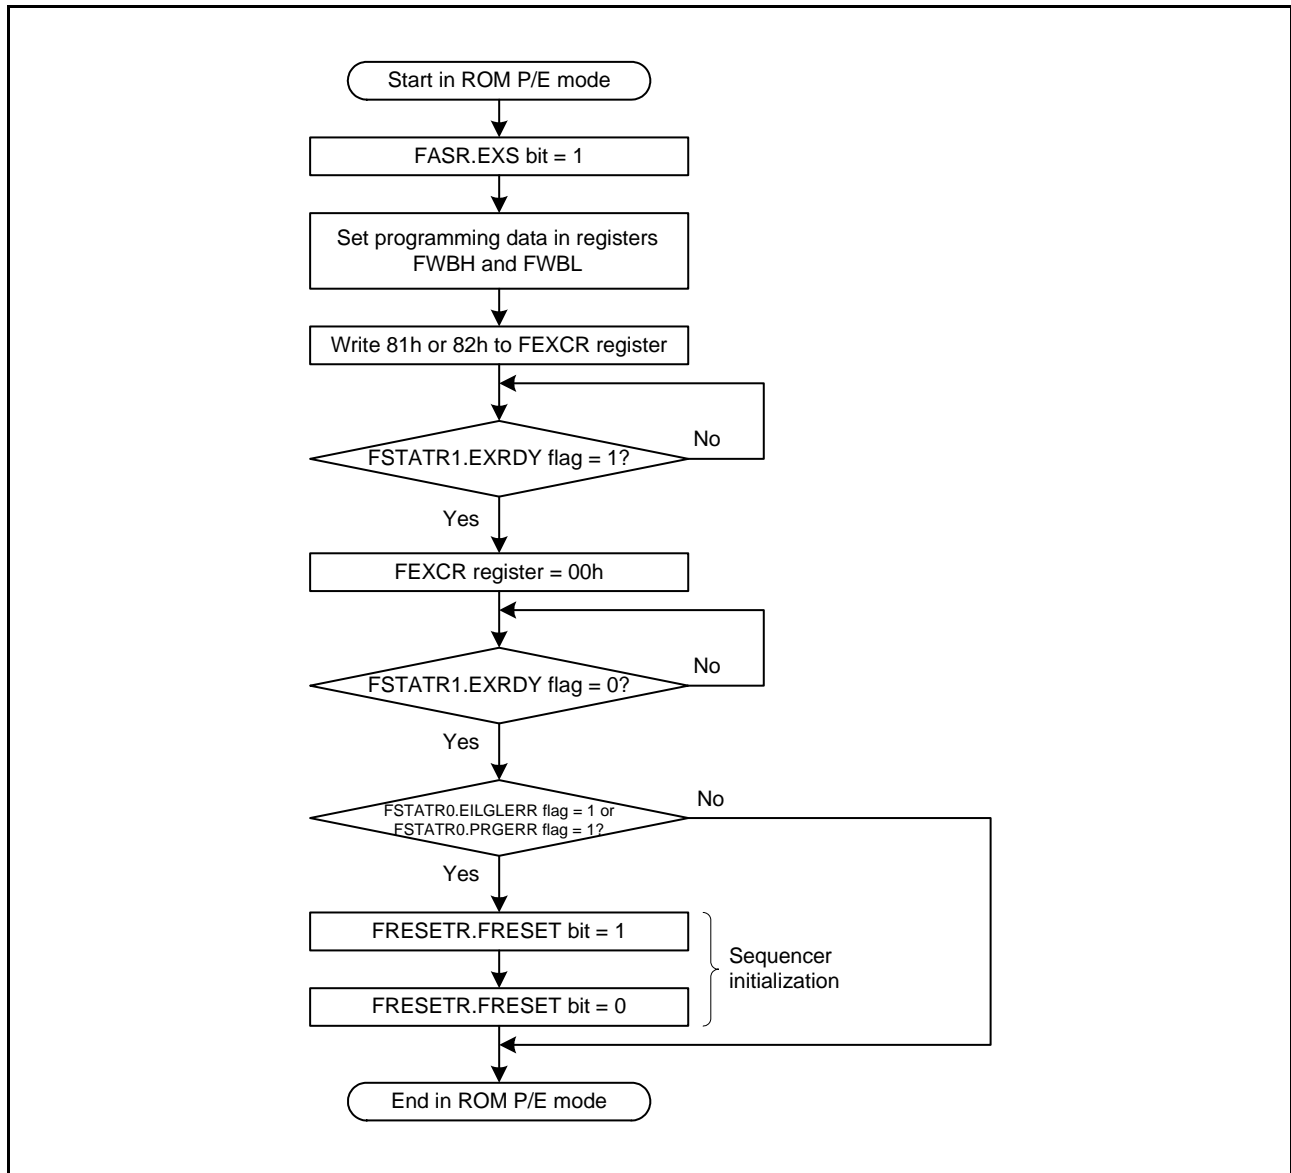 Start in ROM P/E mode
FASR.EXS bit = 1
Set programming data in registers
FWBH and FWBL
Write 81h or 82h to FEXCR register
FSTATR1.EXRDY flag = 1?
No
Yes
FEXCR register = 00h
FSTATR1.EXRDY flag = 0?
No
Yes
FSTATR0.EILGLERR flag = 1 or
FSTATR0.PRGERR flag = 1?
No
Yes
FRESETR.FRESET bit = 1
FRESETR.FRESET bit = 0
Sequencer
initialization
End in ROM P/E mode